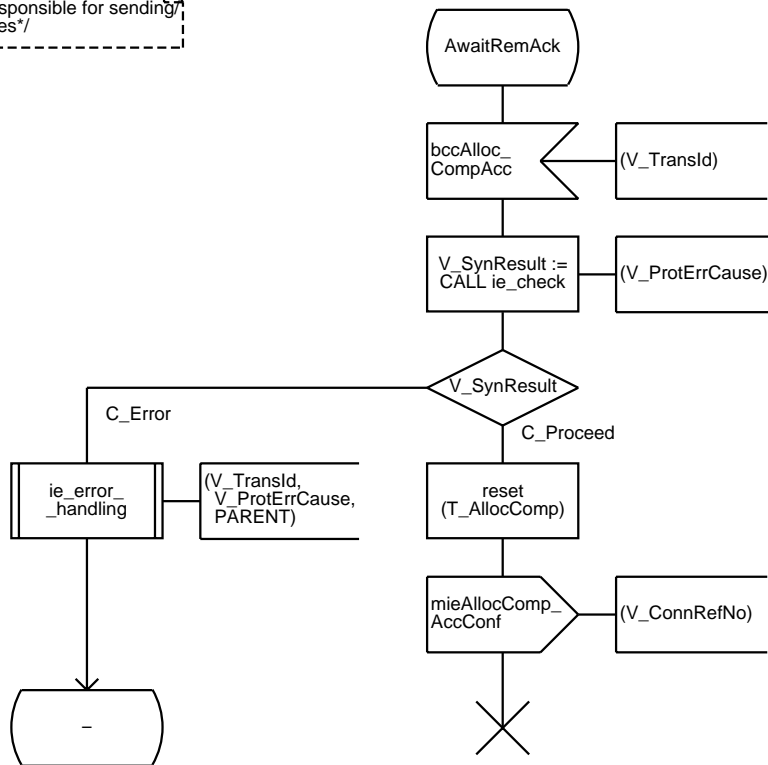 sponsible for sending/
es*/
AwaitRemAck
bccAlloc_
CompAcc
(V_TransId)
V_SynResult :=
CALL ie_check
(V_ProtErrCause)
V_SynResult
C_Error
C_Proceed
ie_error_
_handling
(V_TransId,
V_ProtErrCause,
PARENT)
reset
(T_AllocComp)
mieAllocComp_
AccConf
(V_ConnRefNo)
–